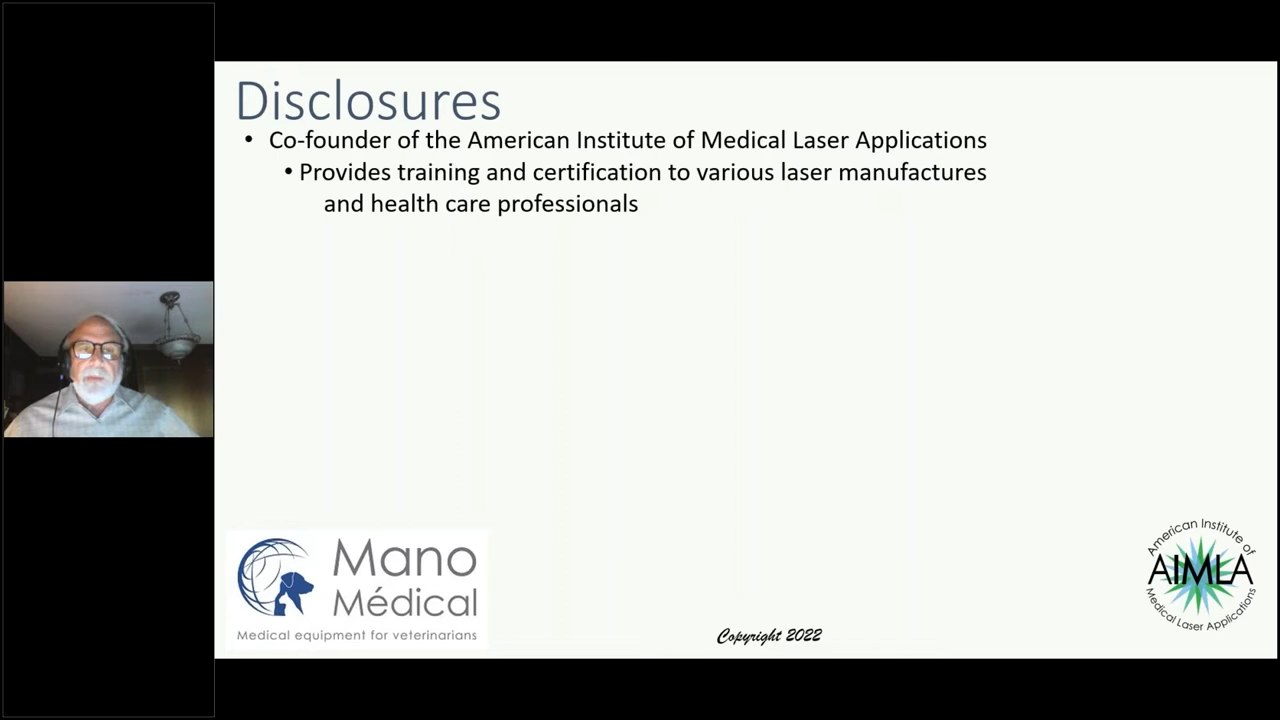 Disclosures
• Co-founder of the American Institute of Medical Laser Applications
• Provides training and certification to various laser manufactures
and health care professionals
Mano
Médical
Medical equipment for veterinarians
Copyright 2022
American Institute of
AIMLA
Medical Laser Applications